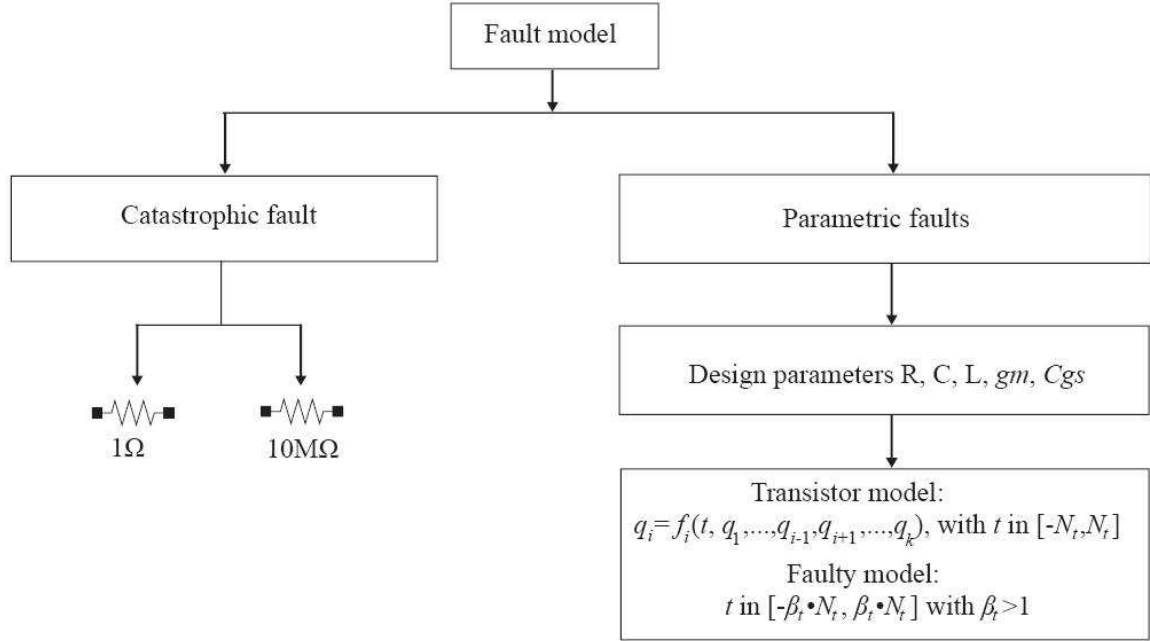 Fault model
Catastrophic fault
Parametric faults
Design parameters R, C, L, gm, Cgs
1Ω
10MΩ
Transistor model:
qi=fi(t, q1,...,qi-1,qi+1,...,qk), with t in [-Nt,Nt]
Faulty model:
t in [-βt•Nt, βt•Nt] with βt>1